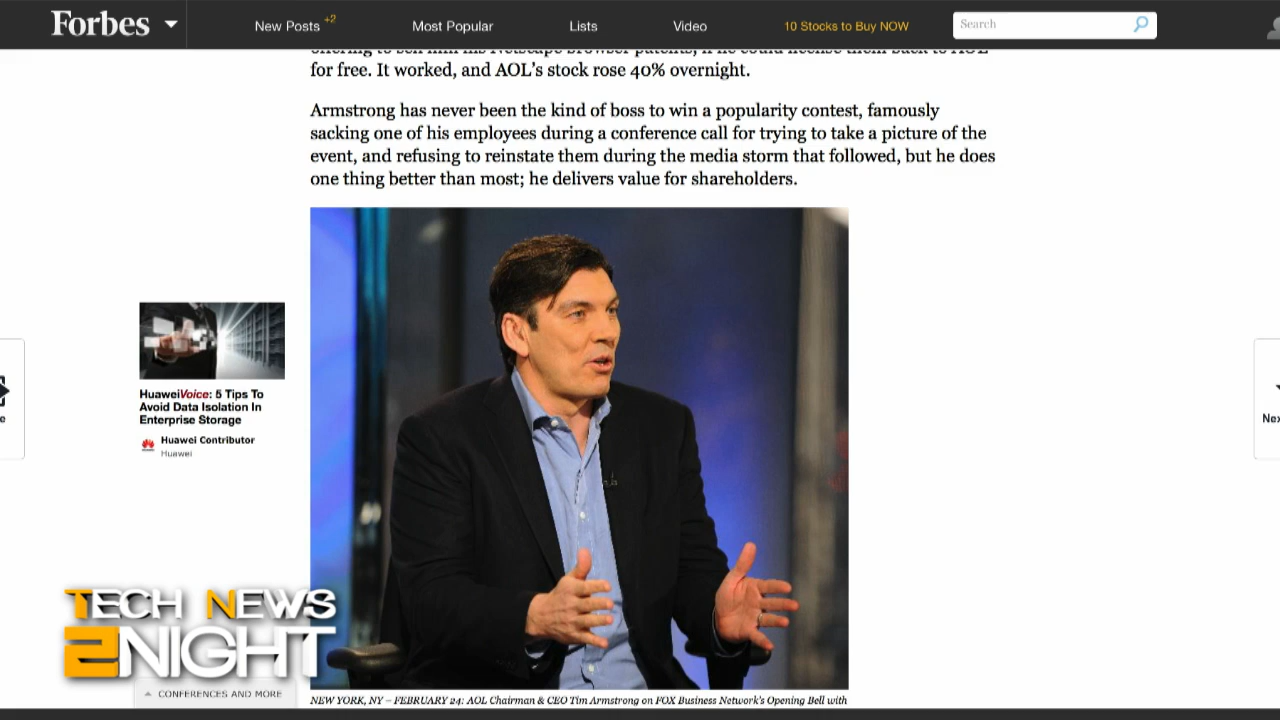 Forbes
New Posts +2
Most Popular
Lists
Video
10 Stocks to Buy NOW
Search
for free. It worked, and AOL's stock rose 40% overnight.
Armstrong has never been the kind of boss to win a popularity contest, famously
sacking one of his employees during a conference call for trying to take a picture of the
event, and refusing to reinstate them during the media storm that followed, but he does
one thing better than most; he delivers value for shareholders.
HuaweiVoice: 5 Tips To
Avoid Data Isolation In
Enterprise Storage
Huawei Contributor
Huawei
TECH NEWS
2NIGHT
CONFERENCES AND MORE
NEW YORK, NY – FEBRUARY 24: AOL Chairman & CEO Tim Armstrong on FOX Business Network's Opening Bell with